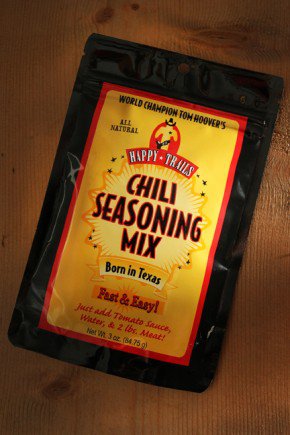 WORLD CHAMPION TOM HOOVER'S
ALL
NATURAL
HAPPY ★ TRAILS
CHILI
SEASONING
MIX
Born in Texas
Fast & Easy!
Just add Tomato Sauce,
Water, & 2 lbs. Meat!
Net Wt. 3 oz. (84.75 g)